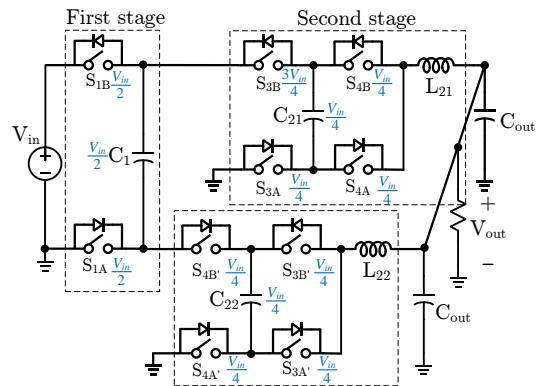 First stage
Second stage
S1B Vin/2
S3B 3Vin/4
S4B Vin/4
L21
Vin
+
−
Vin/2 C1
C21 Vin/4
Cout
S3A Vin/4
S4A Vin/4
+
Vout
−
S1A Vin/2
S4B' Vin/4
S3B' Vin/4
L22
C22 Vin/4
Cout
S4A' Vin/4
S3A' Vin/4